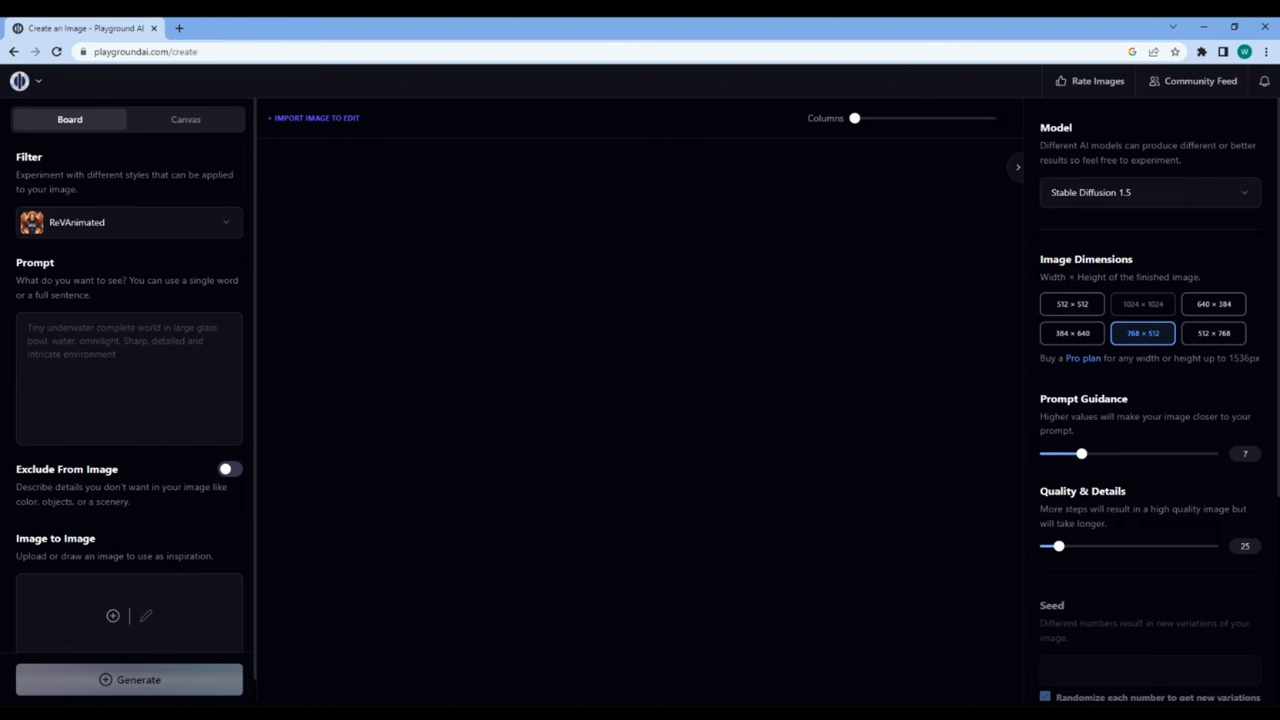 Create an Image - Playground AI
playgroundai.com/create
W
Rate Images
Community Feed
Board
Canvas
Filter
Experiment with different styles that can be applied
to your image.
ReVAnimated
Prompt
What do you want to see? You can use a single word
or a full sentence.
Tiny underwater complete world in large glass
bowl. water. omnilight, Sharp, detailed and
intricate environment
Exclude From Image
Describe details you don't want in your image like
color, objects, or a scenery.
Image to Image
Upload or draw an image to use as inspiration.
Generate
+ IMPORT IMAGE TO EDIT
Columns
Model
Different AI models can produce different or better
results so feel free to experiment.
Stable Diffusion 1.5
Image Dimensions
Width × Height of the finished image.
512 × 512
1024 × 1024
640 × 384
384 × 640
768 × 512
512 × 768
Buy a Pro plan for any width or height up to 1536px
Prompt Guidance
Higher values will make your image closer to your
prompt.
7
Quality & Details
More steps will result in a high quality image but
will take longer.
25
Seed
Different numbers result in new variations of your
image.
Randomize each number to get new variations